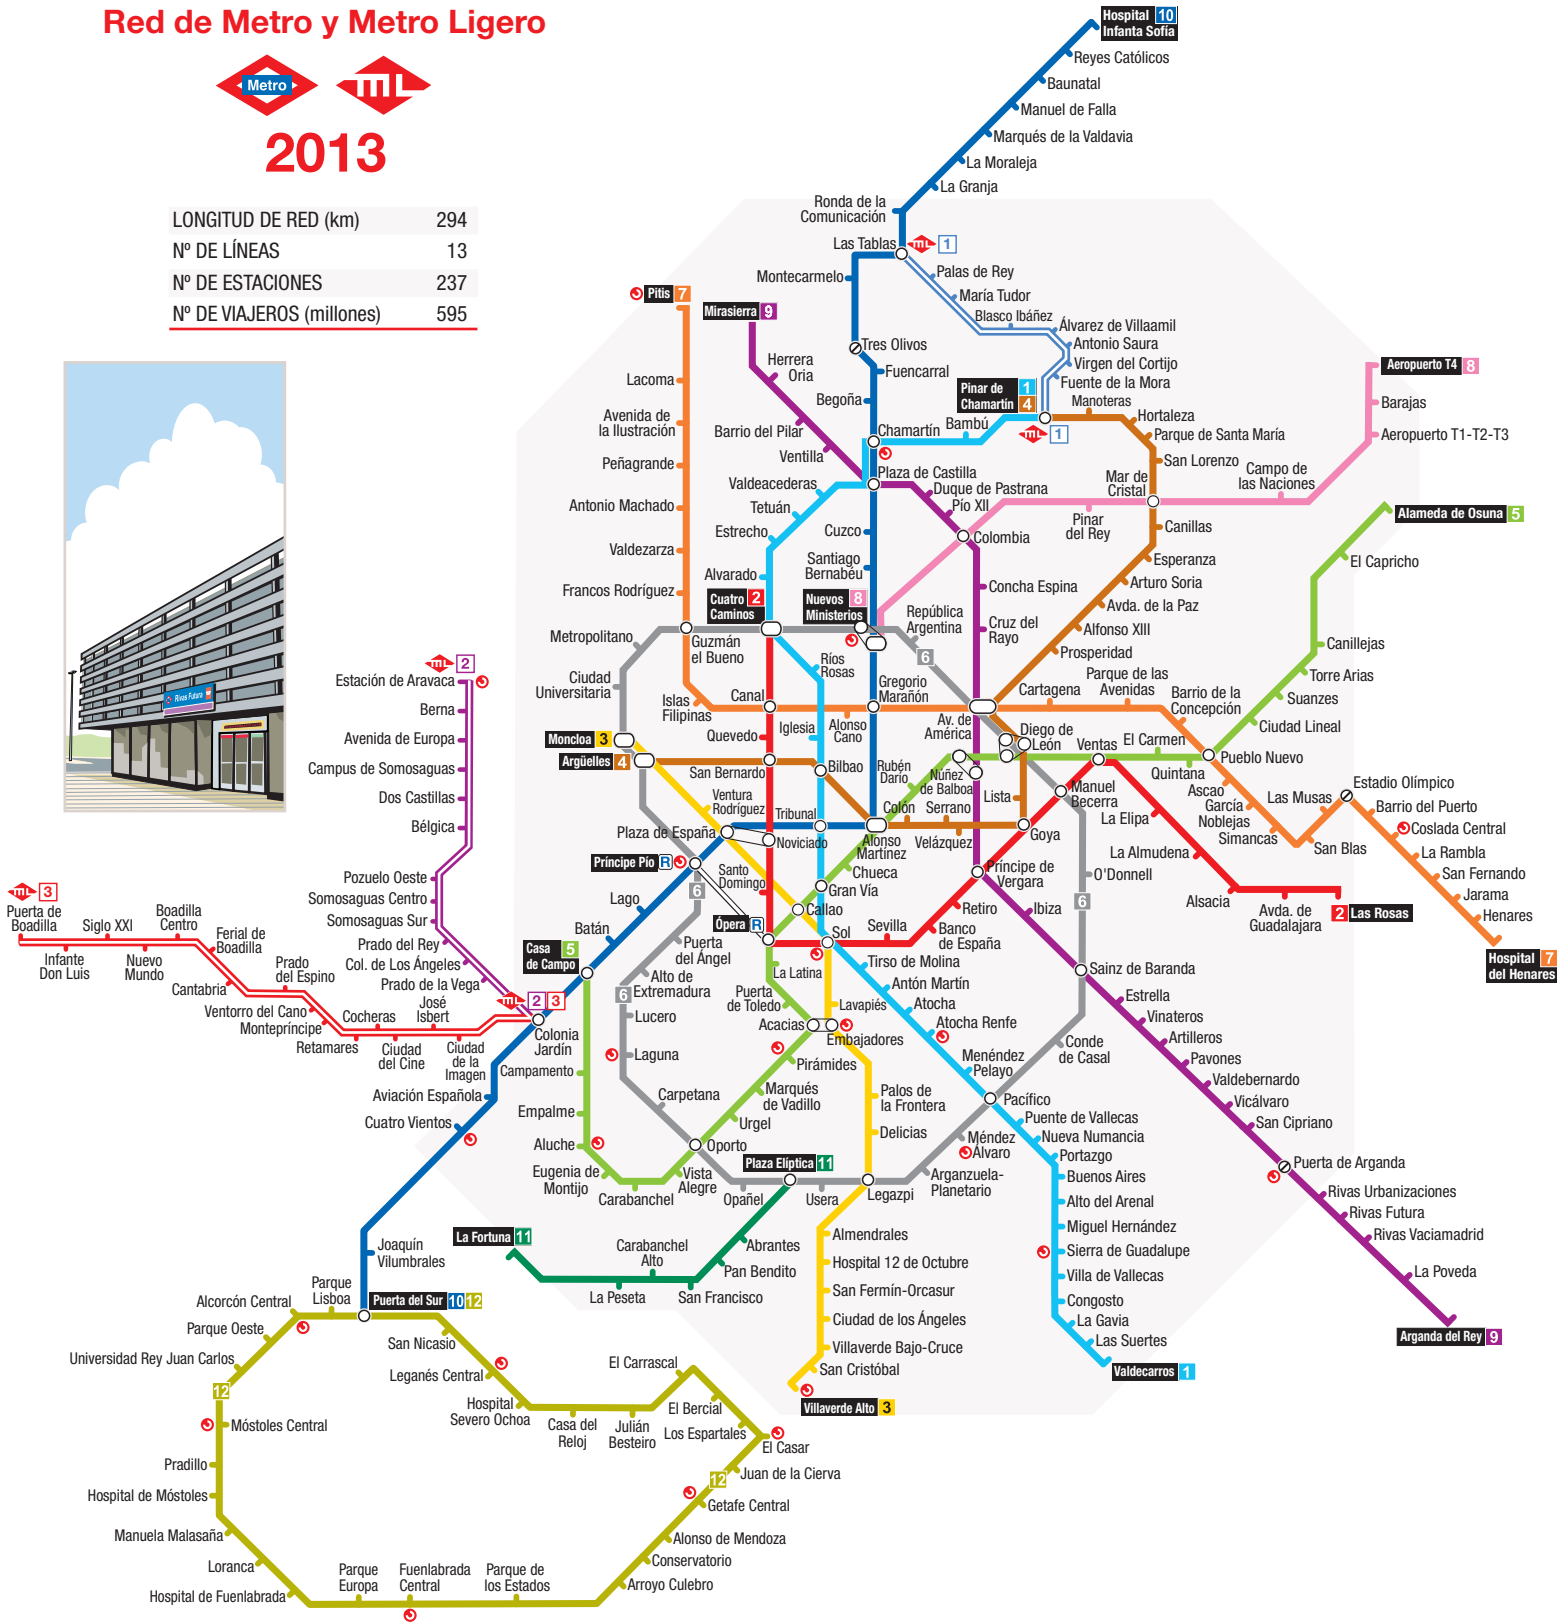 Red de Metro y Metro Ligero
Metro
ML
2013
LONGITUD DE RED (km) 294
Nº DE LÍNEAS 13
Nº DE ESTACIONES 237
Nº DE VIAJEROS (millones) 595
Rivas Futura
Hospital 10
Infanta Sofía
Reyes Católicos
Baunatal
Manuel de Falla
Marqués de la Valdavia
La Moraleja
La Granja
Ronda de la
Comunicación
Las Tablas
ML 1
Montecarmelo
Palas de Rey
María Tudor
Blasco Ibáñez
Álvarez de Villaamil
Antonio Saura
Virgen del Cortijo
Fuente de la Mora
Pitis 7
Mirasierra 9
Tres Olivos
Fuencarral
Herrera
Oria
Begoña
Pinar de 1
Chamartín 4
ML 1
Manoteras
Hortaleza
Parque de Santa María
San Lorenzo
Aeropuerto T4 8
Barajas
Aeropuerto T1-T2-T3
Lacoma
Avenida de
la Ilustración
Peñagrande
Antonio Machado
Valdezarza
Francos Rodríguez
Barrio del Pilar
Ventilla
Chamartín
Bambú
Plaza de Castilla
Valdeacederas
Tetuán
Estrecho
Alvarado
Duque de Pastrana
Pío XII
Colombia
Mar de
Cristal
Campo de
las Naciones
Pinar
del Rey
Canillas
Esperanza
Arturo Soria
Avda. de la Paz
Alfonso XIII
Prosperidad
Alameda de Osuna 5
El Capricho
Canillejas
Torre Arias
Suanzes
Ciudad Lineal
Cuzco
Santiago
Bernabéu
Concha Espina
Cruz del
Rayo
Cuatro 2
Caminos
Nuevos 8
Ministerios
República
Argentina
6
Metropolitano
Guzmán
el Bueno
Ciudad
Universitaria
Ríos
Rosas
Islas
Filipinas
Canal
Gregorio
Marañón
Cartagena
Parque de las
Avenidas
Barrio de la
Concepción
Alonso
Cano
Iglesia
Quevedo
Av. de
América
Diego de
León
Moncloa 3
Argüelles 4
San Bernardo
Bilbao
Rubén
Darío
Núñez
de Balboa
Ventas
El Carmen
Quintana
Pueblo Nuevo
Ascao
García
Noblejas
Simancas
San Blas
Las Musas
Estadio Olímpico
Barrio del Puerto
Coslada Central
La Rambla
San Fernando
Jarama
Henares
Hospital 7
del Henares
Manuel
Becerra
La Elipa
La Almudena
Alsacia
Avda. de
Guadalajara
2 Las Rosas
Ventura
Rodríguez
Tribunal
Colón
Serrano
Velázquez
Lista
Goya
Plaza de España
Noviciado
Alonso
Martínez
Chueca
Príncipe Pío R
Santo
Domingo
Gran Vía
Callao
Príncipe de
Vergara
O'Donnell
6
6
Ópera R
Sol
Sevilla
Retiro
Banco
de España
Ibiza
Lago
Batán
Casa 5
de Campo
Puerta
del Ángel
Alto de
Extremadura
6
Lucero
Laguna
Carpetana
La Latina
Puerta
de Toledo
Acacias
Lavapiés
Embajadores
Tirso de Molina
Antón Martín
Atocha
Atocha Renfe
Menéndez
Pelayo
Pacífico
Conde
de Casal
Sainz de Baranda
Estrella
Vinateros
Artilleros
Pavones
Valdebernardo
Vicálvaro
San Cipriano
Puerta de Arganda
Rivas Urbanizaciones
Rivas Futura
Rivas Vaciamadrid
La Poveda
Arganda del Rey 9
ML 2
Estación de Aravaca
Berna
Avenida de Europa
Campus de Somosaguas
Dos Castillas
Bélgica
Pozuelo Oeste
Somosaguas Centro
Somosaguas Sur
Prado del Rey
Col. de Los Ángeles
Prado de la Vega
ML 2 3
Colonia
Jardín
ML 3
Puerta de
Boadilla
Infante
Don Luis
Siglo XXI
Nuevo
Mundo
Boadilla
Centro
Ferial de
Boadilla
Cantabria
Prado
del Espino
Ventorro del Cano
Montepríncipe
Retamares
Cocheras
Ciudad
del Cine
José
Isbert
Ciudad
de la
Imagen
Aviación Española
Cuatro Vientos
Joaquín
Vilumbrales
Campamento
Empalme
Aluche
Eugenia de
Montijo
Carabanchel
Vista
Alegre
Oporto
Urgel
Marqués
de Vadillo
Pirámides
Palos de
la Frontera
Delicias
Legazpi
Plaza Elíptica 11
Opañel
Usera
Arganzuela-
Planetario
Méndez
Álvaro
Puente de Vallecas
Nueva Numancia
Portazgo
Buenos Aires
Alto del Arenal
Miguel Hernández
Sierra de Guadalupe
Villa de Vallecas
Congosto
La Gavia
Las Suertes
Valdecarros 1
La Fortuna 11
La Peseta
Carabanchel
Alto
San Francisco
Pan Bendito
Abrantes
Almendrales
Hospital 12 de Octubre
San Fermín-Orcasur
Ciudad de los Ángeles
Villaverde Bajo-Cruce
San Cristóbal
Villaverde Alto 3
Puerta del Sur 10 12
Parque
Lisboa
Alcorcón Central
Parque Oeste
Universidad Rey Juan Carlos
12
Móstoles Central
Pradillo
Hospital de Móstoles
Manuela Malasaña
Loranca
Hospital de Fuenlabrada
Parque
Europa
Fuenlabrada
Central
Parque de
los Estados
Arroyo Culebro
Conservatorio
Alonso de Mendoza
Getafe Central
12
Juan de la Cierva
El Casar
Los Espartales
El Bercial
El Carrascal
Julián
Besteiro
Casa del
Reloj
Hospital
Severo Ochoa
Leganés Central
San Nicasio